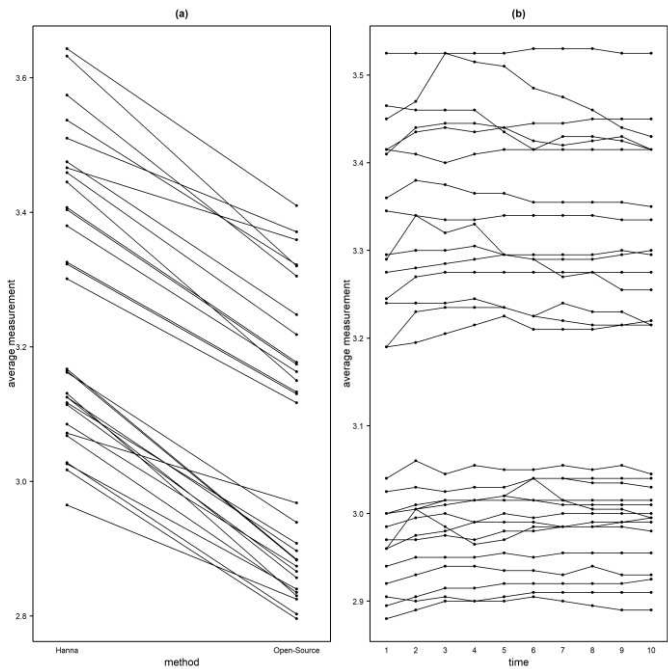 (a)
average measurement
3.6
3.4
3.2
3.0
2.8
Hanna
Open-Source
method
(b)
average measurement
3.5
3.4
3.3
3.2
3.1
3.0
2.9
1 2 3 4 5 6 7 8 9 10
time